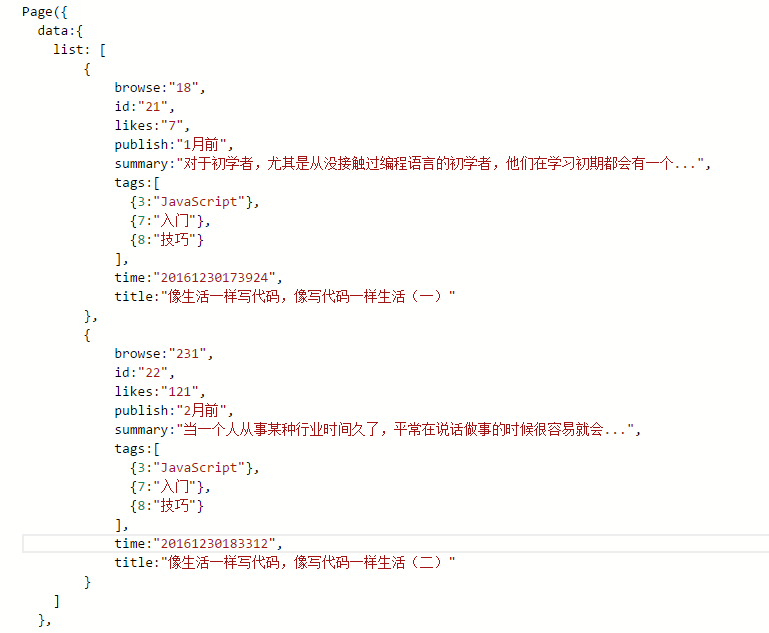 Page({
data:{
list: [
{
browse:"18",
id:"21",
likes:"7",
publish:"1月前",
summary:"对于初学者，尤其是从没接触过编程语言的初学者，他们在学习初期都会有一个...",
tags:[
{3:"JavaScript"},
{7:"入门"},
{8:"技巧"}
],
time:"20161230173924",
title:"像生活一样写代码，像写代码一样生活（一）"
},
{
browse:"231",
id:"22",
likes:"121",
publish:"2月前",
summary:"当一个人从事某种行业时间久了，平常在说话做事的时候很容易就会...",
tags:[
{3:"JavaScript"},
{7:"入门"},
{8:"技巧"}
],
time:"20161230183312",
title:"像生活一样写代码，像写代码一样生活（二）"
}
]
},